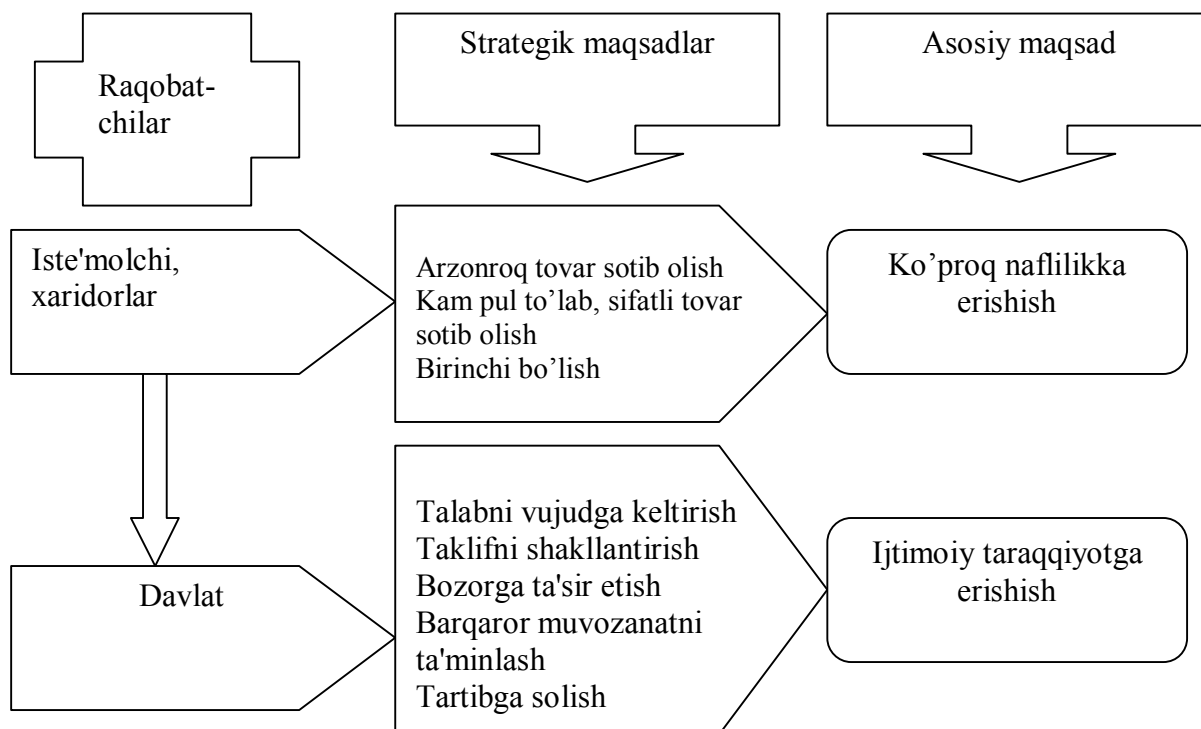 Raqobat-
chilar
Strategik maqsadlar
Asosiy maqsad
Iste'molchi,
xaridorlar
Arzonroq tovar sotib olish
Kam pul to’lab, sifatli tovar
sotib olish
Birinchi bo’lish
Ko’proq naflilikka
erishish
Davlat
Talabni vujudga keltirish
Taklifni shakllantirish
Bozorga ta'sir etish
Barqaror muvozanatni
ta'minlash
Tartibga solish
Ijtimoiy taraqqiyotga
erishish